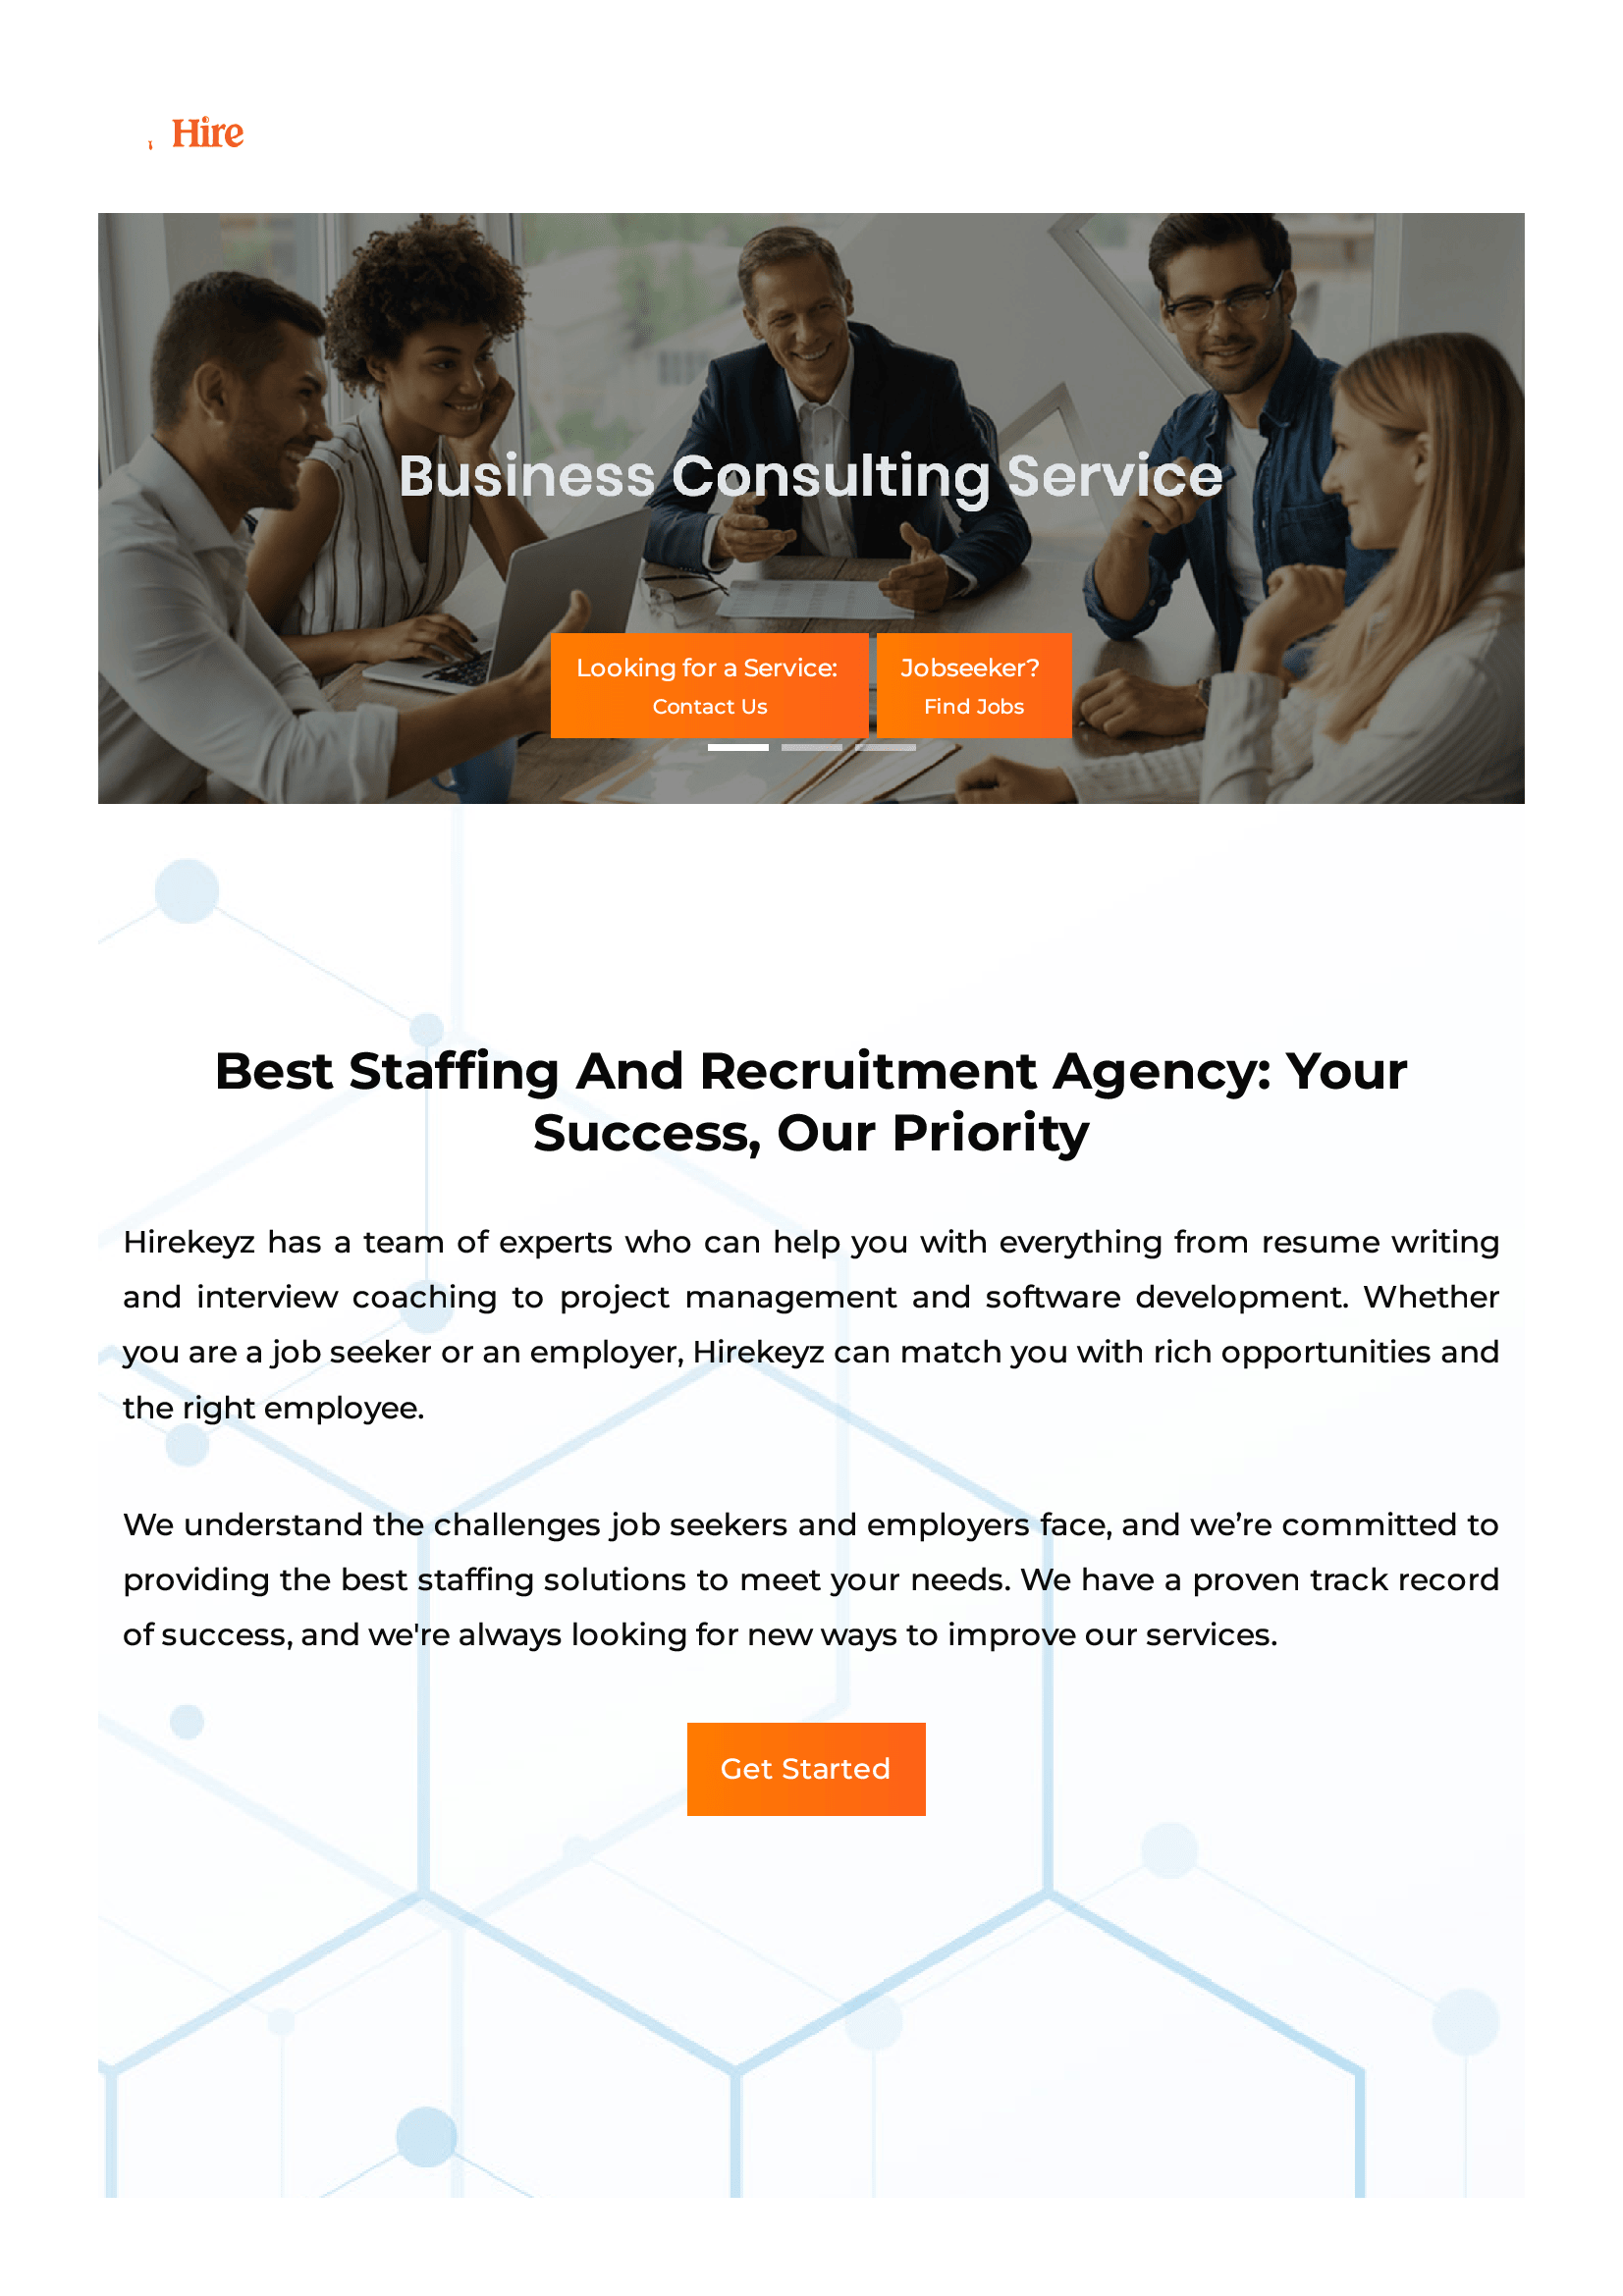 Hire
Business Consulting Service
Looking for a Service:
Contact Us
Jobseeker?
Find Jobs
Best Staffing And Recruitment Agency: Your
Success, Our Priority
Hirekeyz has a team of experts who can help you with everything from resume writing
and interview coaching to project management and software development. Whether
you are a job seeker or an employer, Hirekeyz can match you with rich opportunities and
the right employee.
We understand the challenges job seekers and employers face, and we’re committed to
providing the best staffing solutions to meet your needs. We have a proven track record
of success, and we're always looking for new ways to improve our services.
Get Started